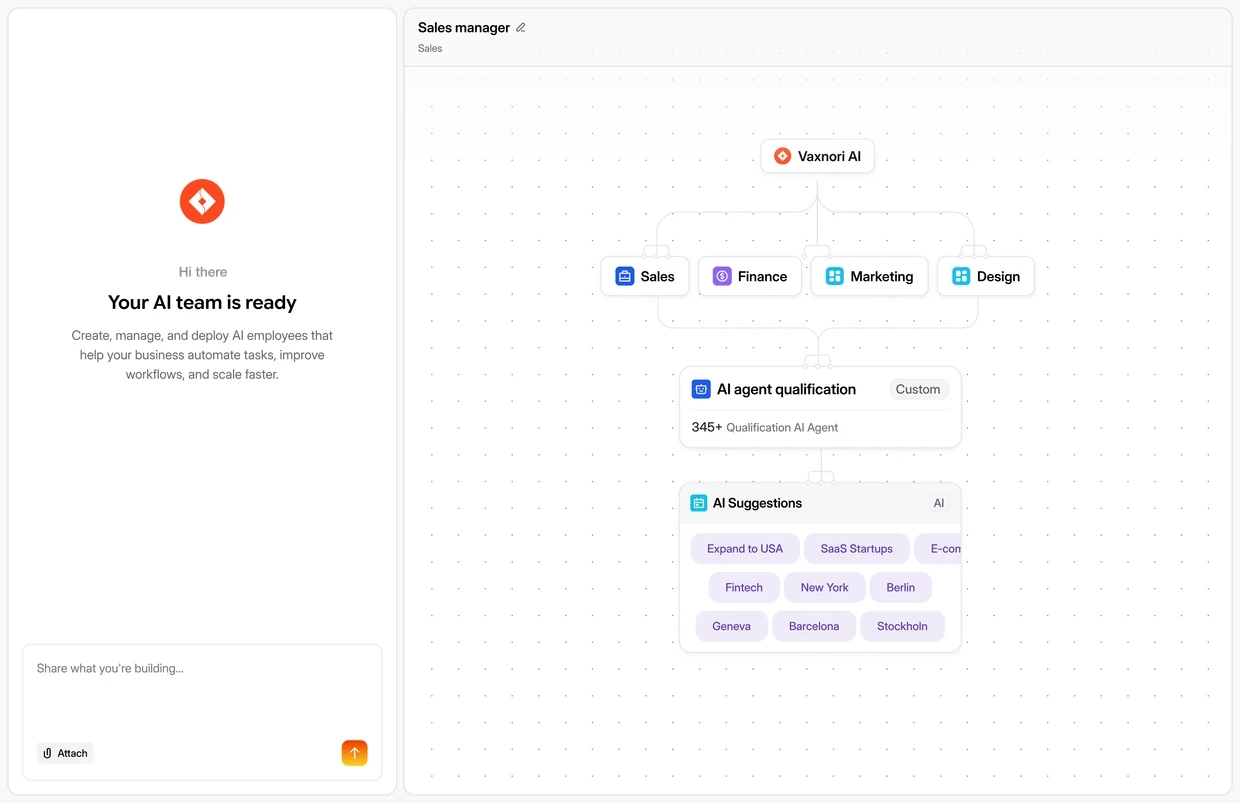 Hi there
Your AI team is ready
Create, manage, and deploy AI employees that
help your business automate tasks, improve
workflows, and scale faster.
Share what you're building...
Attach
Sales manager
Sales
Vaxnori AI
Sales
Finance
Marketing
Design
AI agent qualification
Custom
345+ Qualification AI Agent
AI Suggestions
AI
Expand to USA
SaaS Startups
E-com
Fintech
New York
Berlin
Geneva
Barcelona
Stockholn